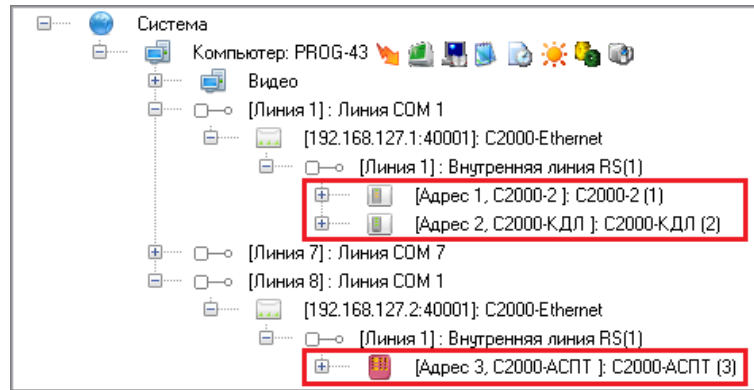 Система
Компьютер: PROG-43
Видео
[Линия 1] : Линия COM 1
[192.168.127.1:40001]: C2000-Ethernet
[Линия 1] : Внутренняя линия RS(1)
[Адрес 1, С2000-2 ]: С2000-2 (1)
[Адрес 2, С2000-КДЛ ]: С2000-КДЛ (2)
[Линия 7] : Линия COM 7
[Линия 8] : Линия COM 1
[192.168.127.2:40001]: C2000-Ethernet
[Линия 1] : Внутренняя линия RS(1)
[Адрес 3, С2000-АСПТ ]: С2000-АСПТ (3)